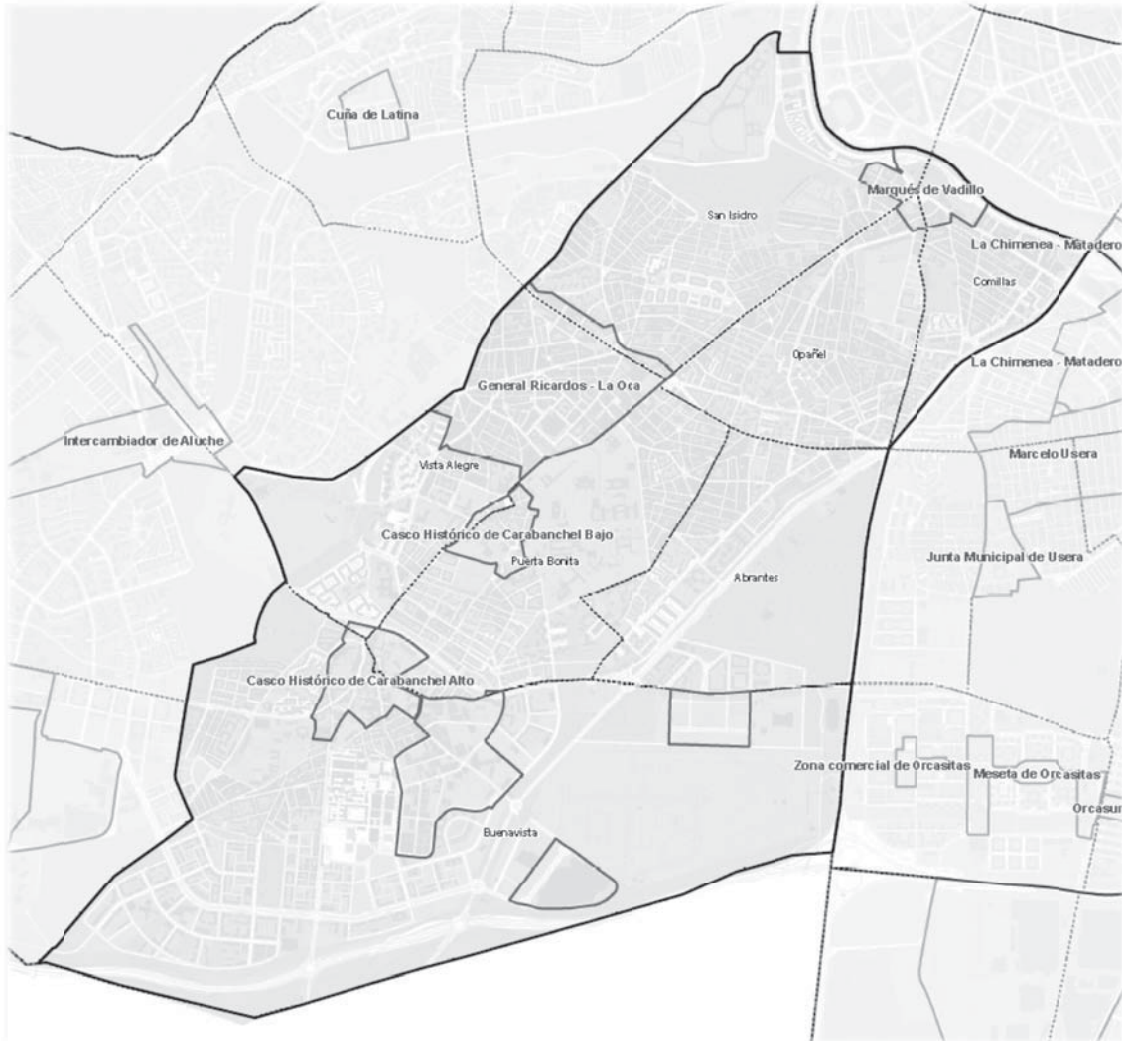 Cuña de Latina
Marqués de Vadillo
San Isidro
La Chimenea - Matadero
Comillas
Opañel
La Chimenea - Matadero
General Ricardos - La Oca
Intercambiador de Aluche
Marcelo Usera
Vista Alegre
Casco Histórico de Carabanchel Bajo
Puerta Bonita
Junta Municipal de Usera
Abrantes
Casco Histórico de Carabanchel Alto
Zona comercial de Orcasitas
Meseta de Orcasitas
Orcasur
Buenavista